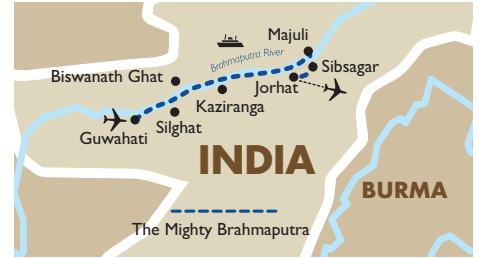 Majuli
Brahmaputra River
Sibsagar
Biswanath Ghat
Jorhat
Kaziranga
Guwahati
Silghat
INDIA
BURMA
The Mighty Brahmaputra